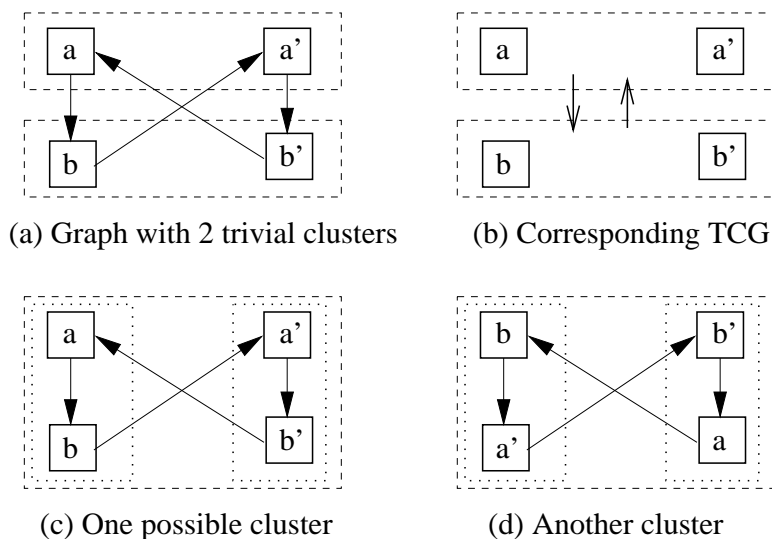 a a’ a a’
b b’ b b’
(a) Graph with 2 trivial clusters (b) Corresponding TCG
a a’ b b’
b b’ a’ a
(c) One possible cluster (d) Another cluster